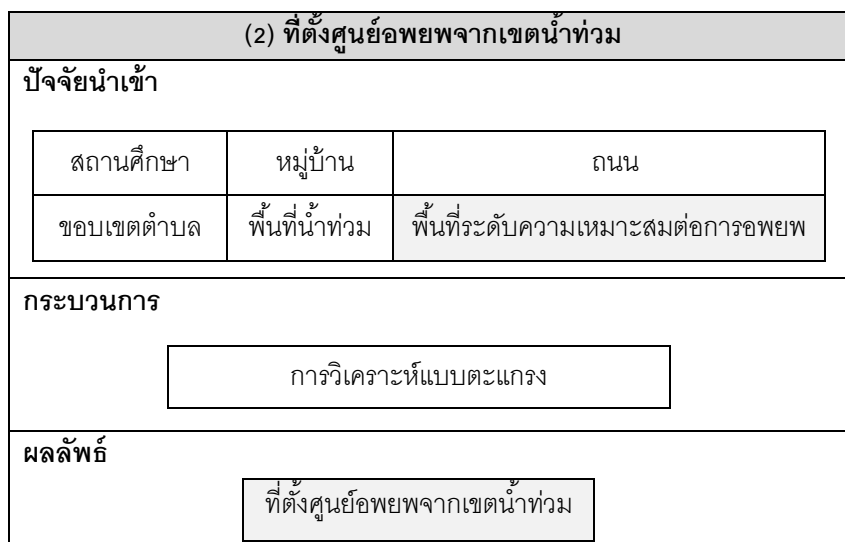 (2) ที่ตั้งศูนย์อพยพจากเขตน้ำท่วม
ปัจจัยนำเข้า
สถานศึกษา หมู่บ้าน ถนน
ขอบเขตตำบล พื้นที่น้ำท่วม พื้นที่ระดับความเหมาะสมต่อการอพยพ
กระบวนการ
การวิเคราะห์แบบตะแกรง
ผลลัพธ์
ที่ตั้งศูนย์อพยพจากเขตน้ำท่วม